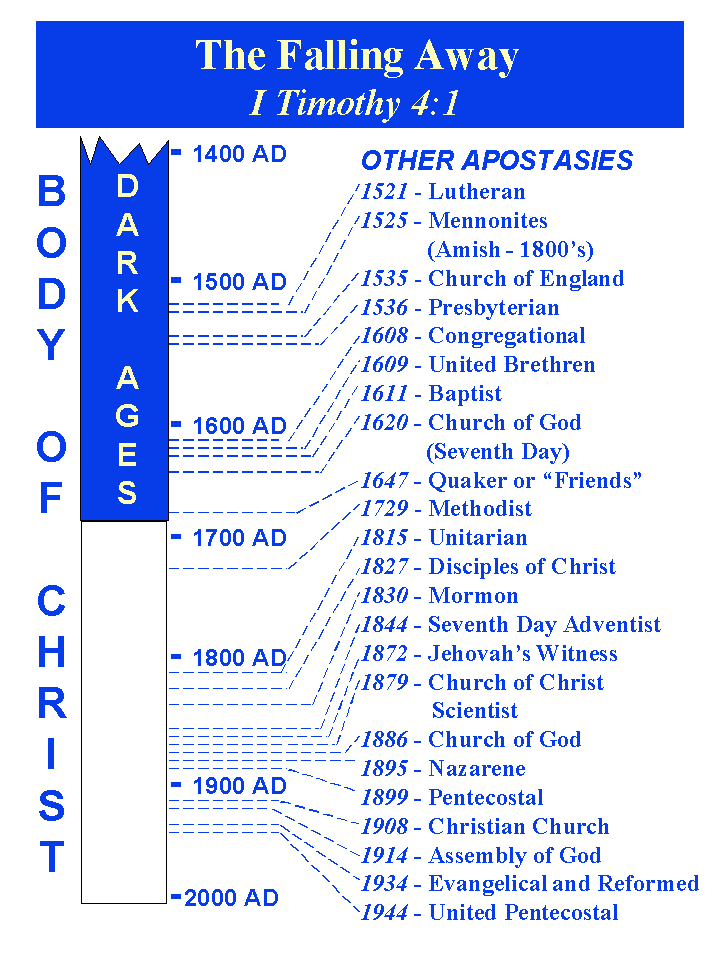 The Falling Away
I Timothy 4:1
BODY OF CHRIST
DARK AGES
- 1400 AD
- 1500 AD
- 1600 AD
- 1700 AD
- 1800 AD
- 1900 AD
- 2000 AD
OTHER APOSTASIES
1521 - Lutheran
1525 - Mennonites
(Amish - 1800’s)
1535 - Church of England
1536 - Presbyterian
1608 - Congregational
1609 - United Brethren
1611 - Baptist
1620 - Church of God
(Seventh Day)
1647 - Quaker or “Friends”
1729 - Methodist
1815 - Unitarian
1827 - Disciples of Christ
1830 - Mormon
1844 - Seventh Day Adventist
1872 - Jehovah’s Witness
1879 - Church of Christ
Scientist
1886 - Church of God
1895 - Nazarene
1899 - Pentecostal
1908 - Christian Church
1914 - Assembly of God
1934 - Evangelical and Reformed
1944 - United Pentecostal